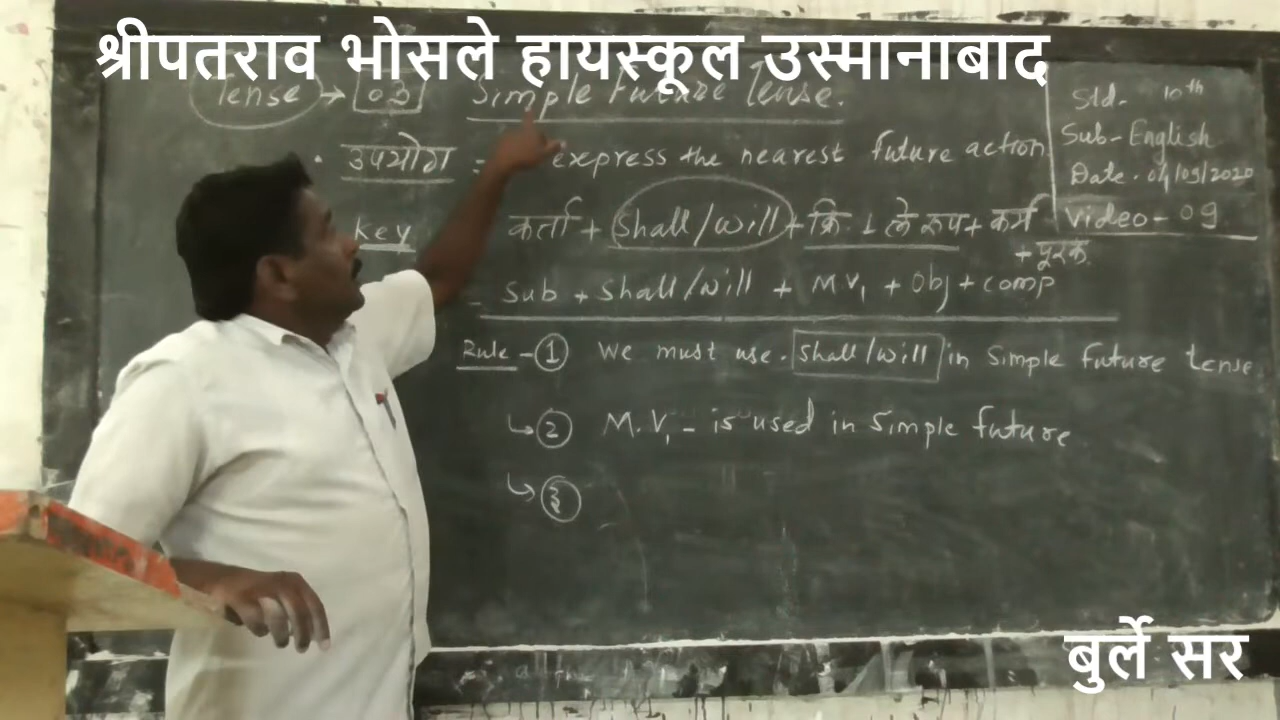 श्रीपतराव भोसले हायस्कूल उस्मानाबाद
Tense → 03 Simple Future Tense.
Std- 10th
Sub- English
Date. 01/09/2020
Video- 09
• उपयोग = express the nearest future action
Key कर्ता + Shall/will + क्रि. 1 ले रूप + कर्म
+ पूरक.
= Sub + Shall/will + M V1 + Obj + comp
Rule - 1 We must use. Shall/will in Simple Future tense
↳ 2 M. V1 - is used in Simple future
↳ 3
बुर्ले सर